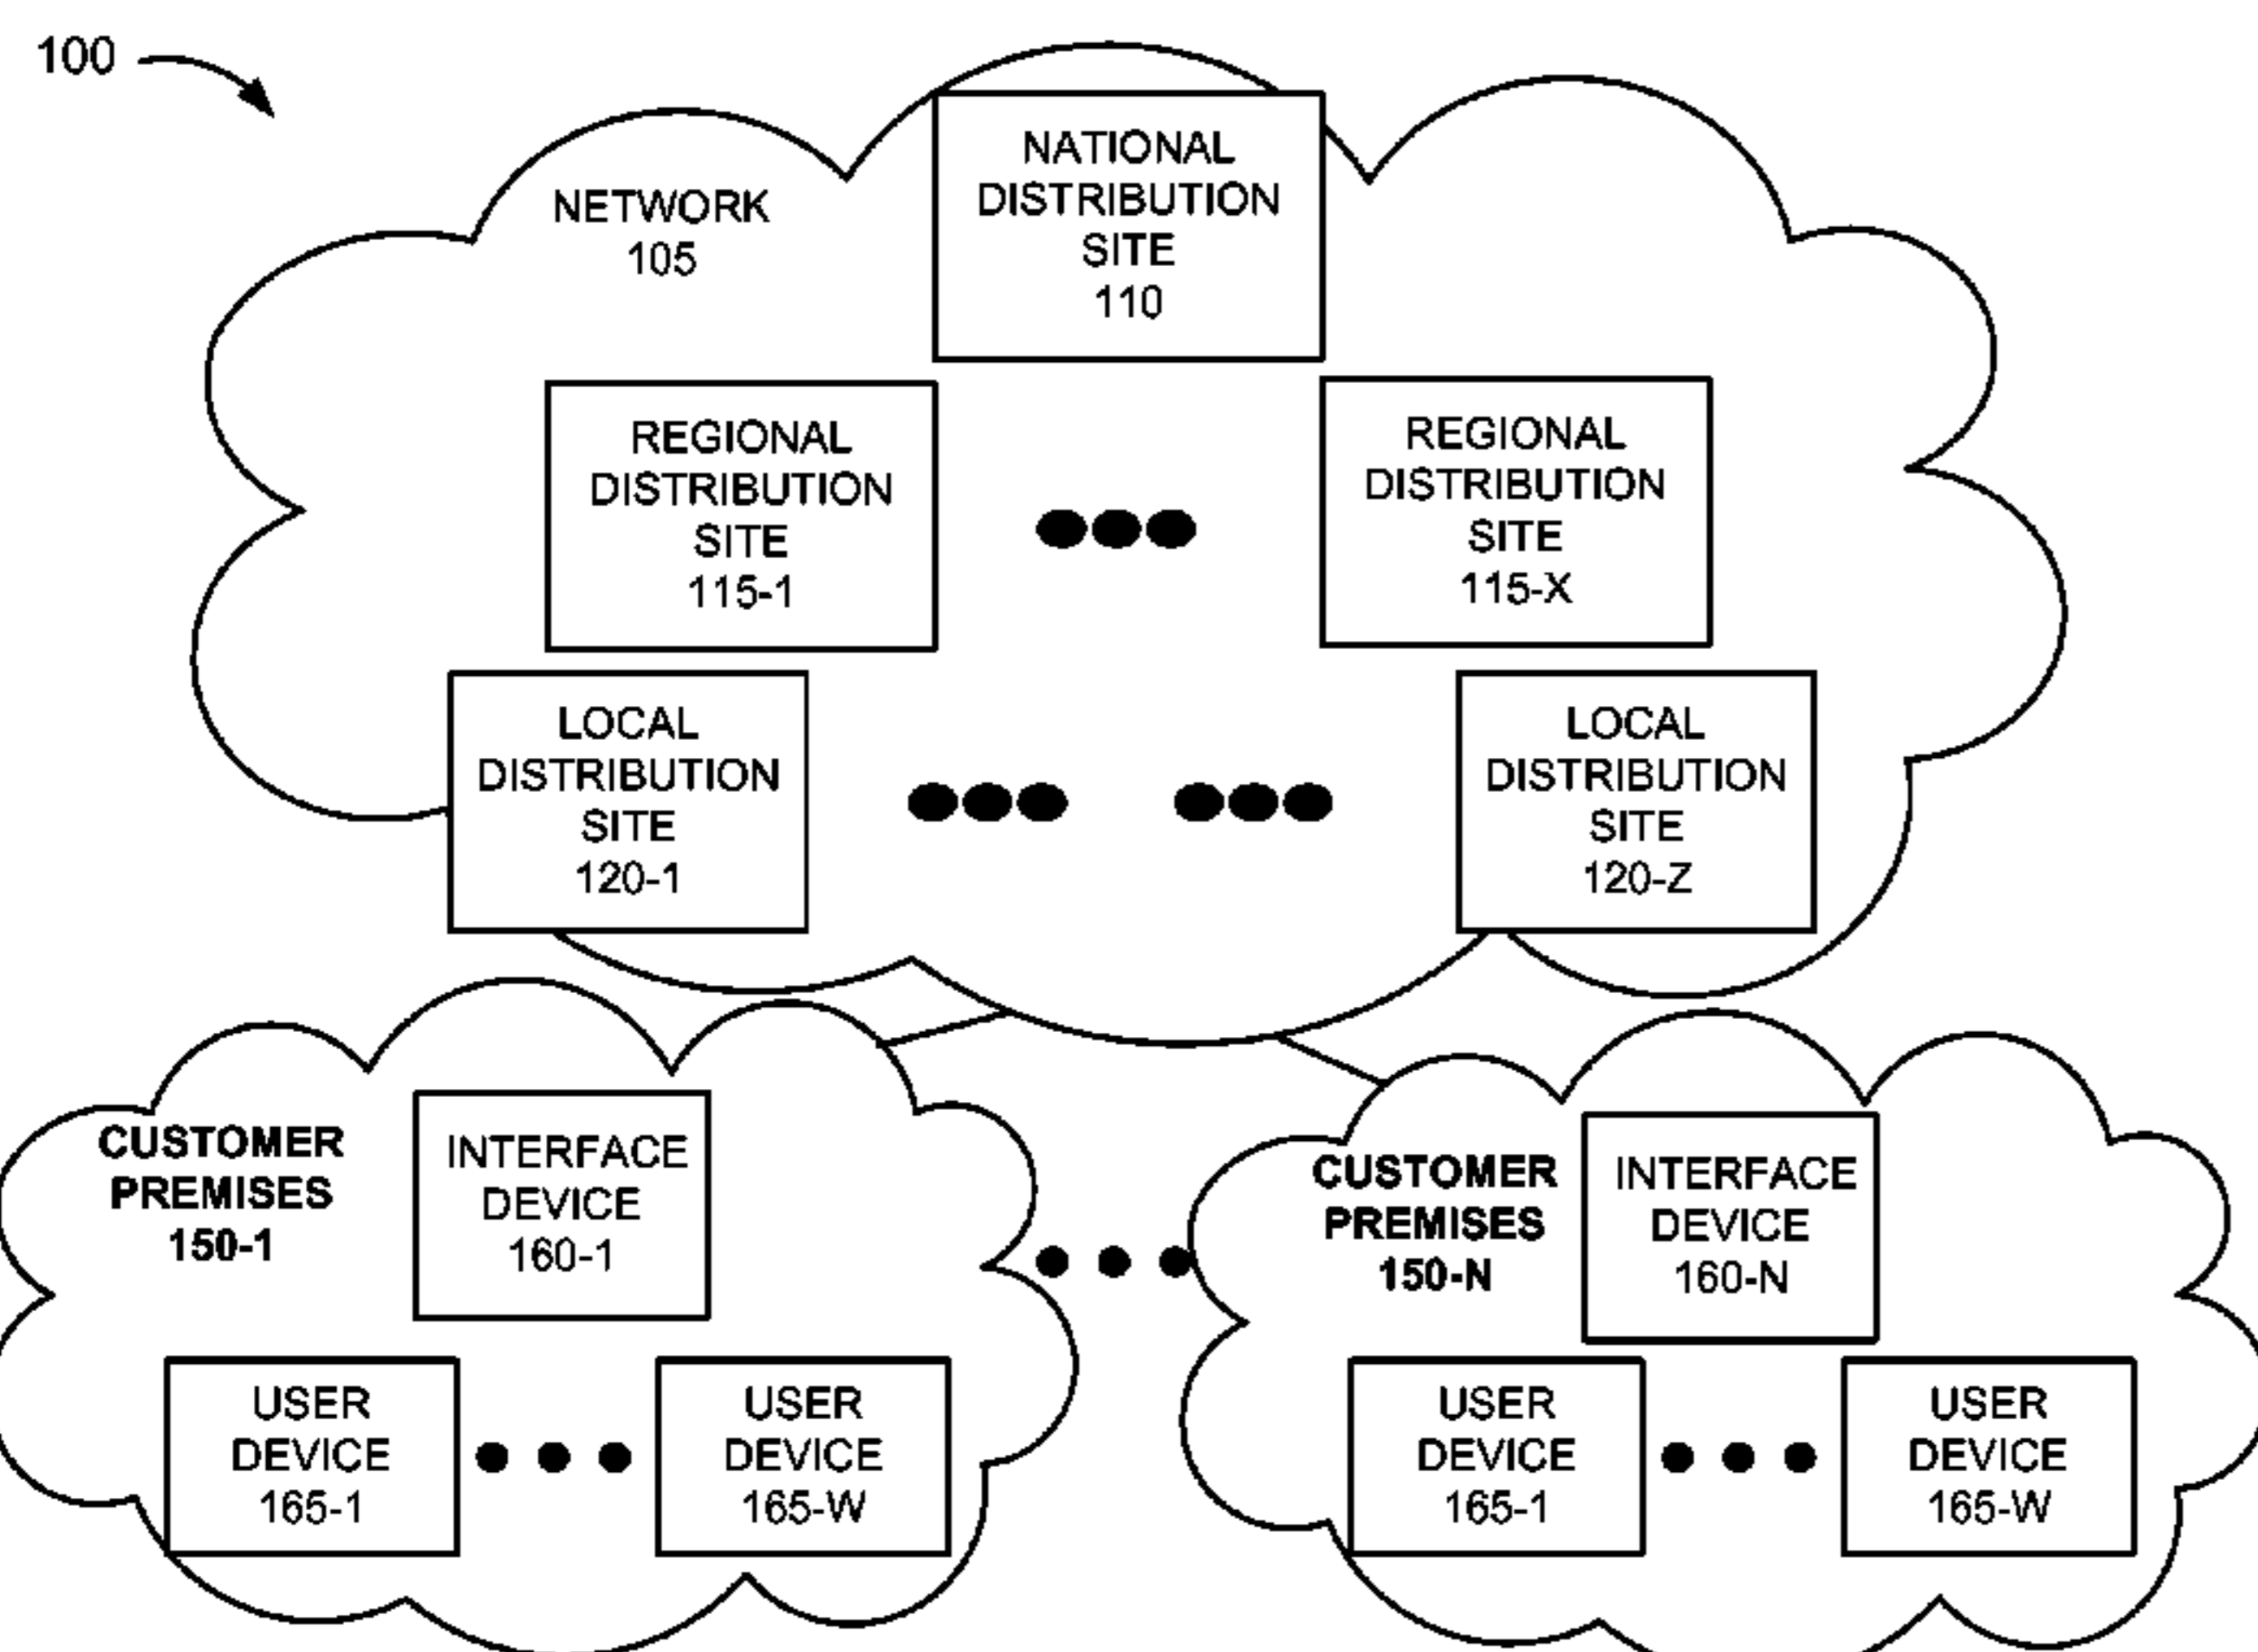 100
NETWORK
105
NATIONAL
DISTRIBUTION
SITE
110
REGIONAL
DISTRIBUTION
SITE
115-1
REGIONAL
DISTRIBUTION
SITE
115-X
LOCAL
DISTRIBUTION
SITE
120-1
LOCAL
DISTRIBUTION
SITE
120-Z
CUSTOMER
PREMISES
150-1
INTERFACE
DEVICE
160-1
USER
DEVICE
165-1
USER
DEVICE
165-W
CUSTOMER
PREMISES
150-N
INTERFACE
DEVICE
160-N
USER
DEVICE
165-1
USER
DEVICE
165-W